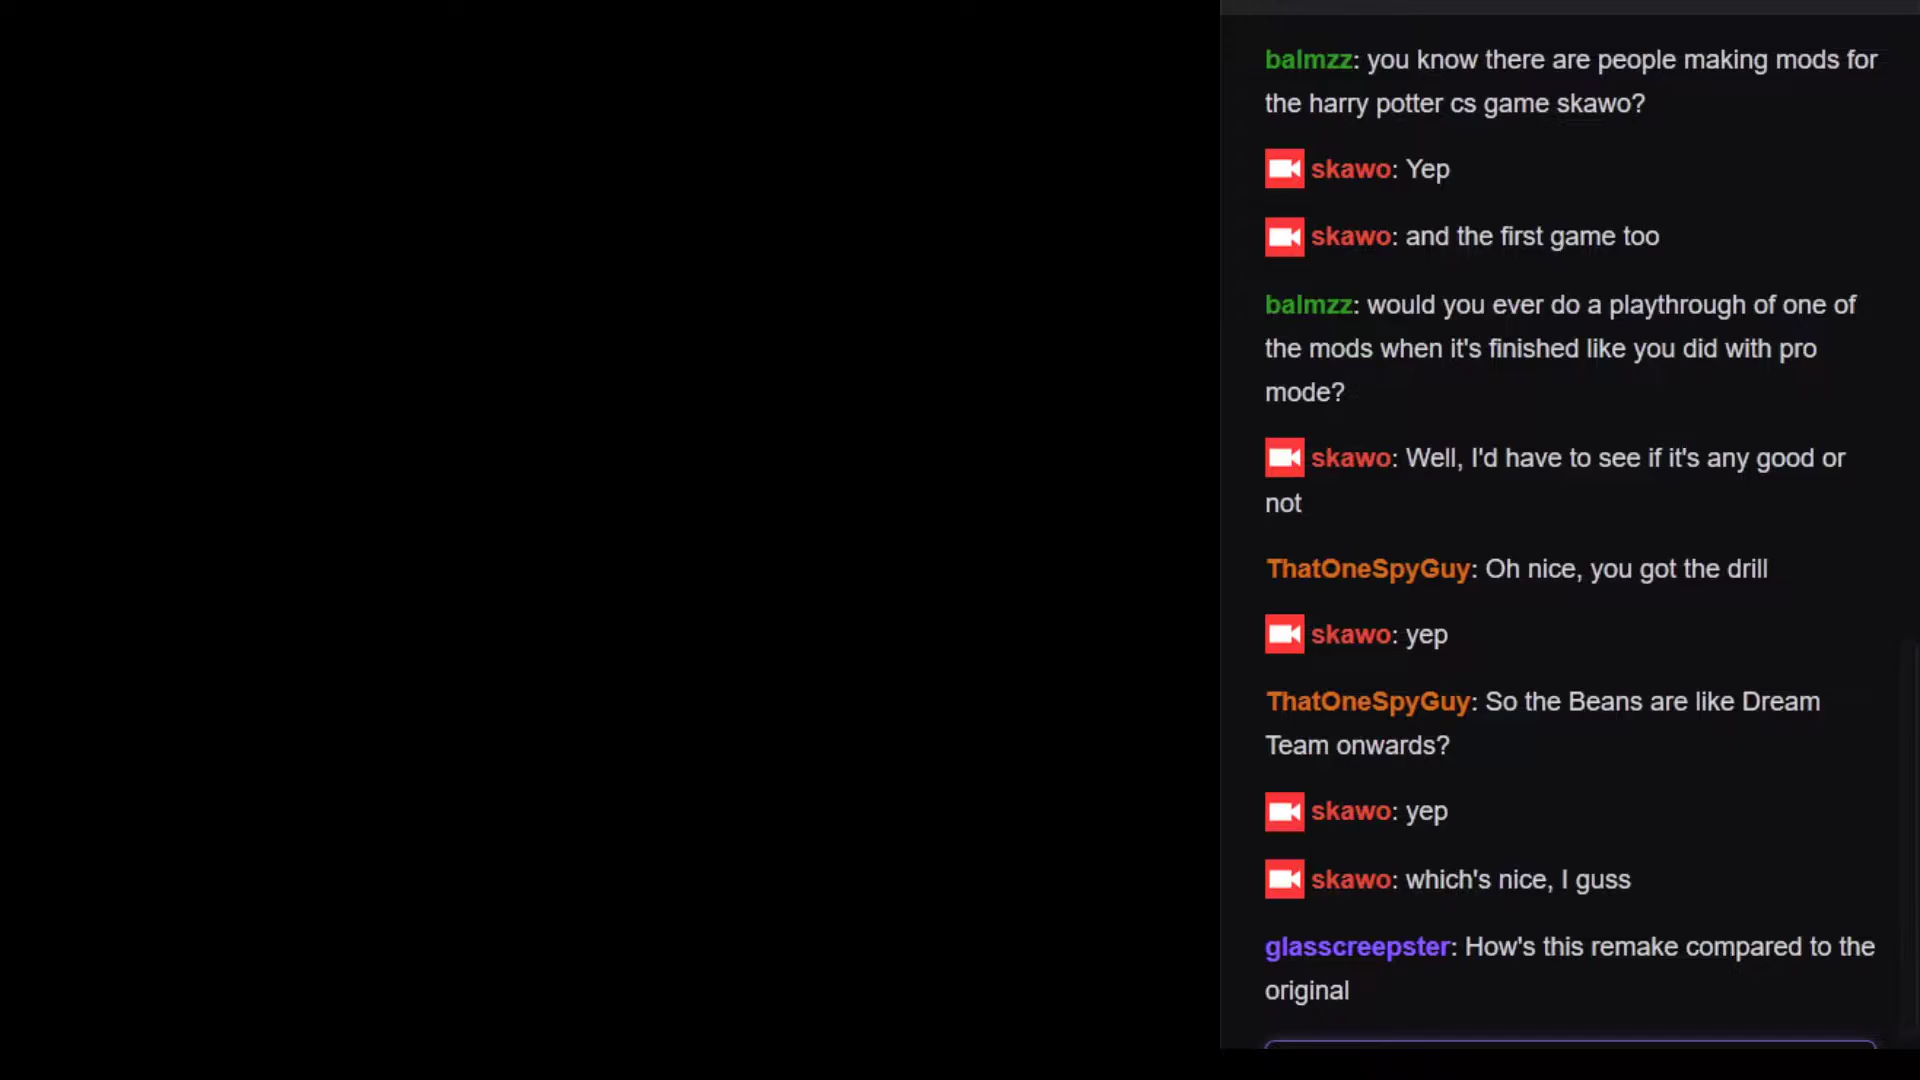 balmzz: you know there are people making mods for
the harry potter cs game skawo?
skawo: Yep
skawo: and the first game too
balmzz: would you ever do a playthrough of one of
the mods when it's finished like you did with pro
mode?
skawo: Well, I'd have to see if it's any good or
not
ThatOneSpyGuy: Oh nice, you got the drill
skawo: yep
ThatOneSpyGuy: So the Beans are like Dream
Team onwards?
skawo: yep
skawo: which's nice, I guss
glasscreepster: How's this remake compared to the
original